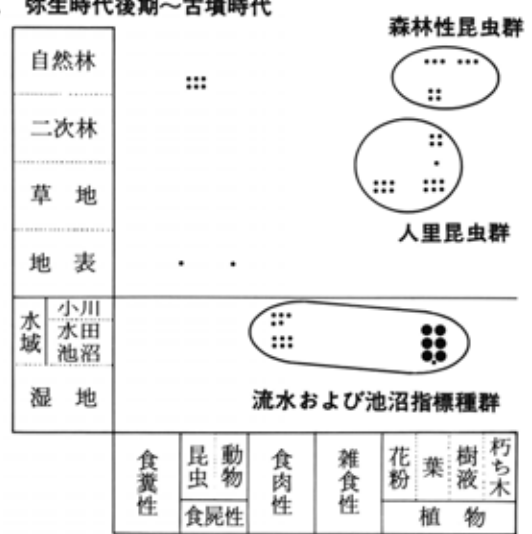 弥生時代後期〜古墳時代
森林性昆虫群
自然林
二次林
草地
人里昆虫群
地表
水域
小川
水田
池沼
湿地
流水および池沼指標種群
食糞性
昆虫
動物
食屍性
食肉性
雑食性
花粉
葉
樹液
朽ち木
植物